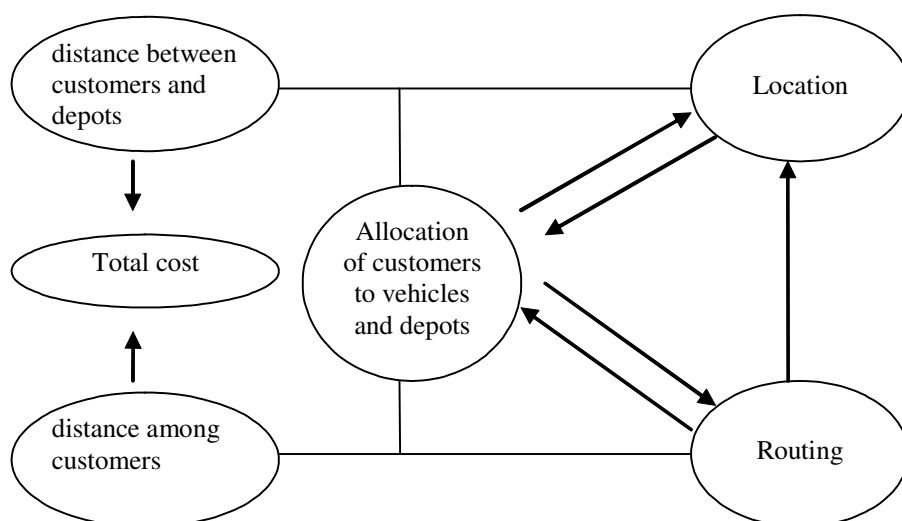 distance between
customers and
depots
Location
Total cost
Allocation
of customers
to vehicles
and depots
distance among
customers
Routing